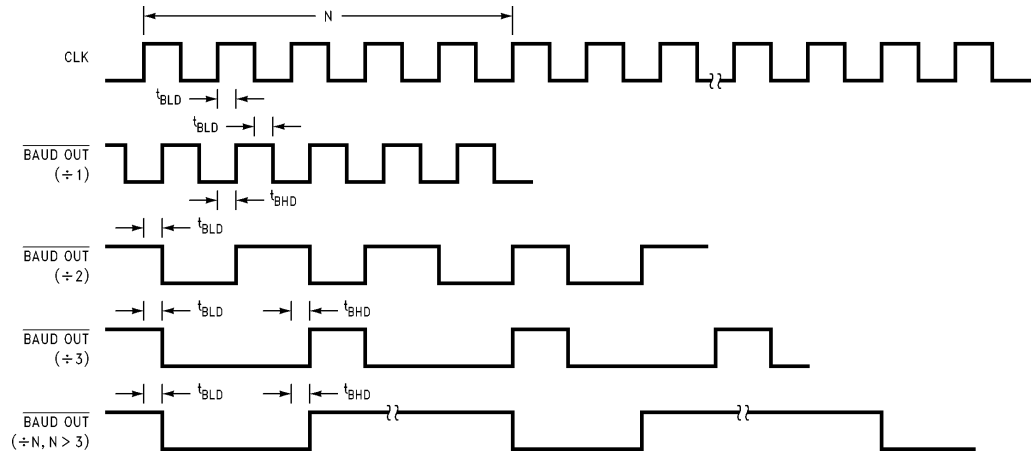 N
CLK
tBLD
tBLD
BAUD OUT
(÷1)
tBHD
tBLD
BAUD OUT
(÷2)
tBLD
tBHD
BAUD OUT
(÷3)
tBLD
tBHD
BAUD OUT
(÷N, N > 3)